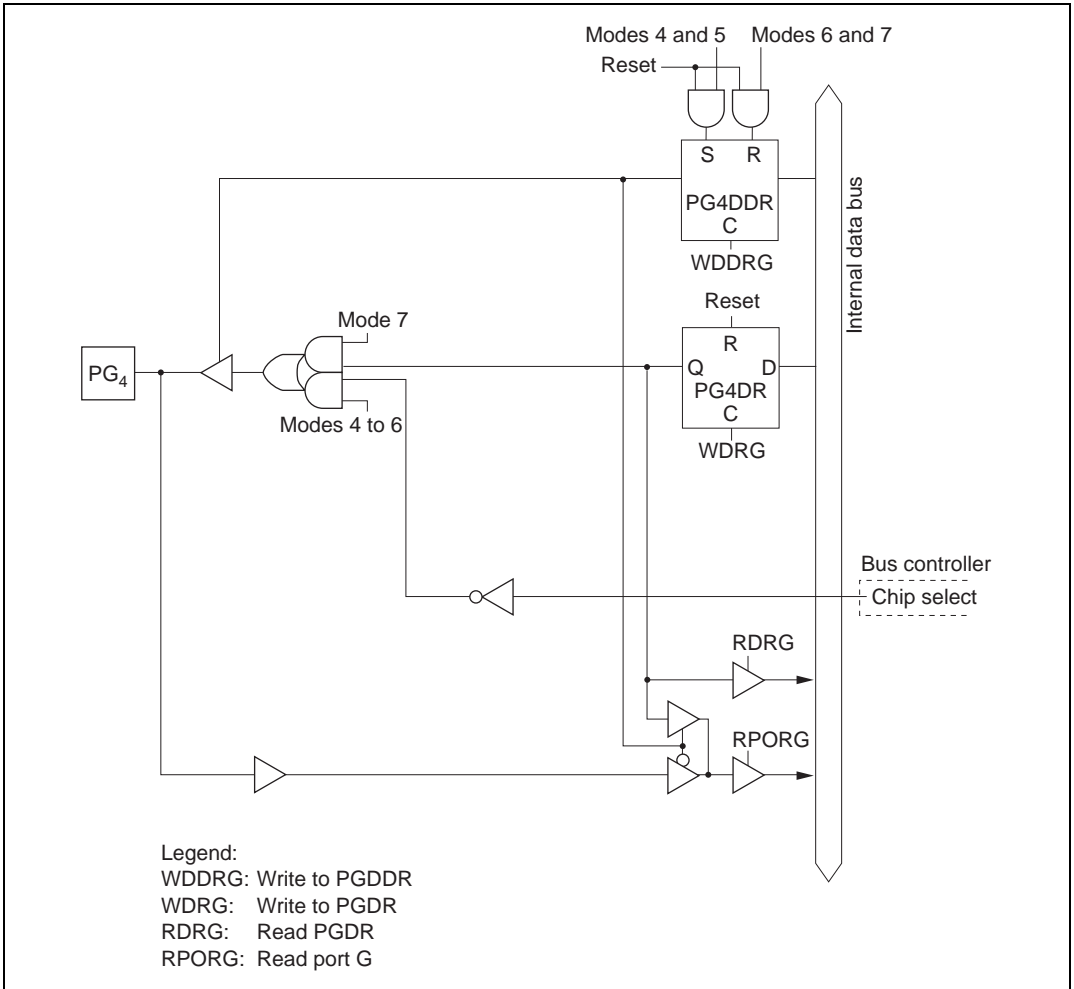 Modes 4 and 5 Modes 6 and 7
Reset
S R
PG4DDR
C
WDDRG
Internal data bus
Reset
Mode 7
R
PG4
Q D
PG4DR
C
Modes 4 to 6
WDRG
Bus controller
Chip select
RDRG
RPORG
Legend:
WDDRG: Write to PGDDR
WDRG: Write to PGDR
RDRG: Read PGDR
RPORG: Read port G